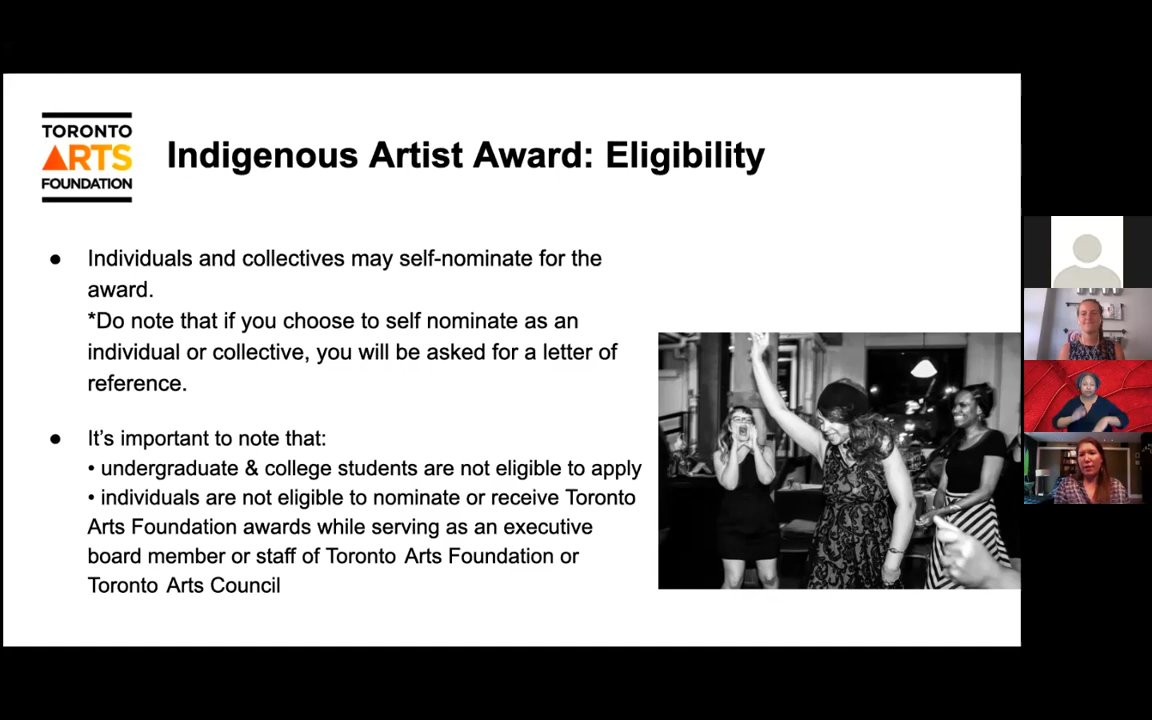 TORONTO
ARTS
FOUNDATION
Indigenous Artist Award: Eligibility
● Individuals and collectives may self-nominate for the
award.
*Do note that if you choose to self nominate as an
individual or collective, you will be asked for a letter of
reference.
● It’s important to note that:
• undergraduate & college students are not eligible to apply
• individuals are not eligible to nominate or receive Toronto
Arts Foundation awards while serving as an executive
board member or staff of Toronto Arts Foundation or
Toronto Arts Council